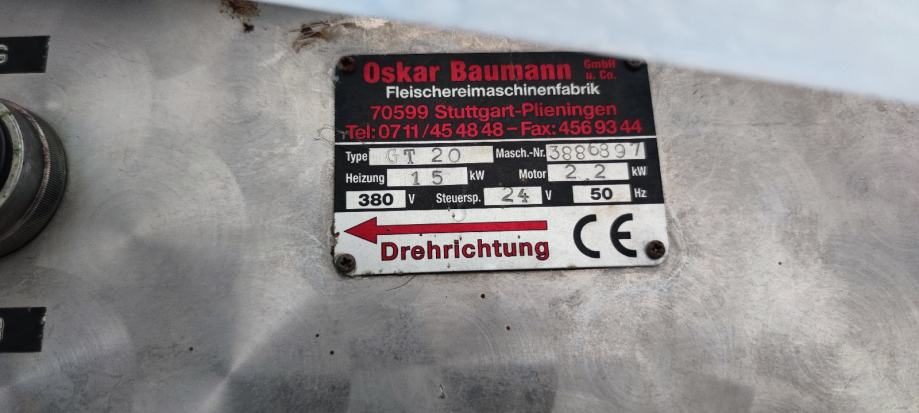 Oskar Baumann GmbH u. Co.
Fleischereimaschinenfabrik
70599 Stuttgart-Plieningen
Tel: 0711/45 48 48 - Fax: 456 93 44
Type GT 20 Masch.-Nr. 3886897
Heizung 15 kW Motor 2.2 kW
380 V Steuersp. 24 V 50 Hz
Drehrichtung CE